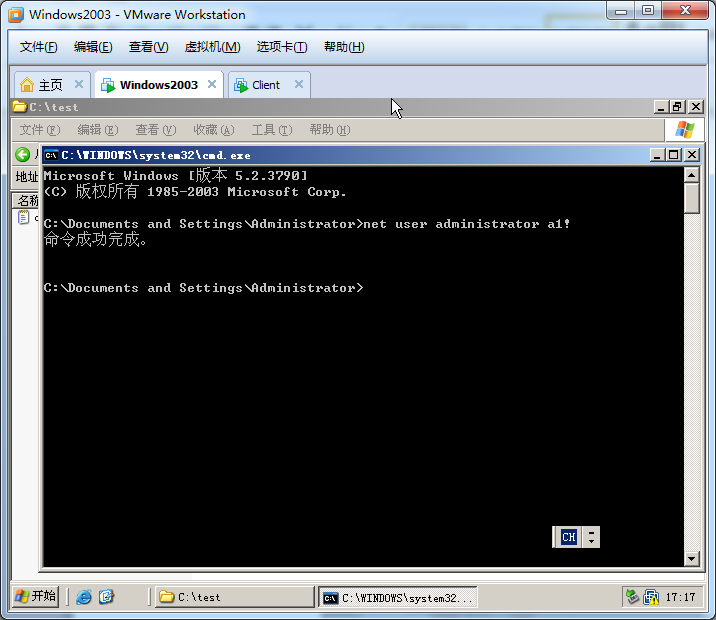 Windows2003 - VMware Workstation
文件(F) 编辑(E) 查看(V) 虚拟机(M) 选项卡(T) 帮助(H)
主页 Windows2003 Client
C:\test
文件(F) 编辑(E) 查看(V) 收藏(A) 工具(T) 帮助(H)
C:\WINDOWS\system32\cmd.exe
地址
名称
Microsoft Windows [版本 5.2.3790]
(C) 版权所有 1985-2003 Microsoft Corp.
C:\Documents and Settings\Administrator>net user administrator a1!
命令成功完成。
C:\Documents and Settings\Administrator>
CH
开始 C:\test C:\WINDOWS\system32... 17:17